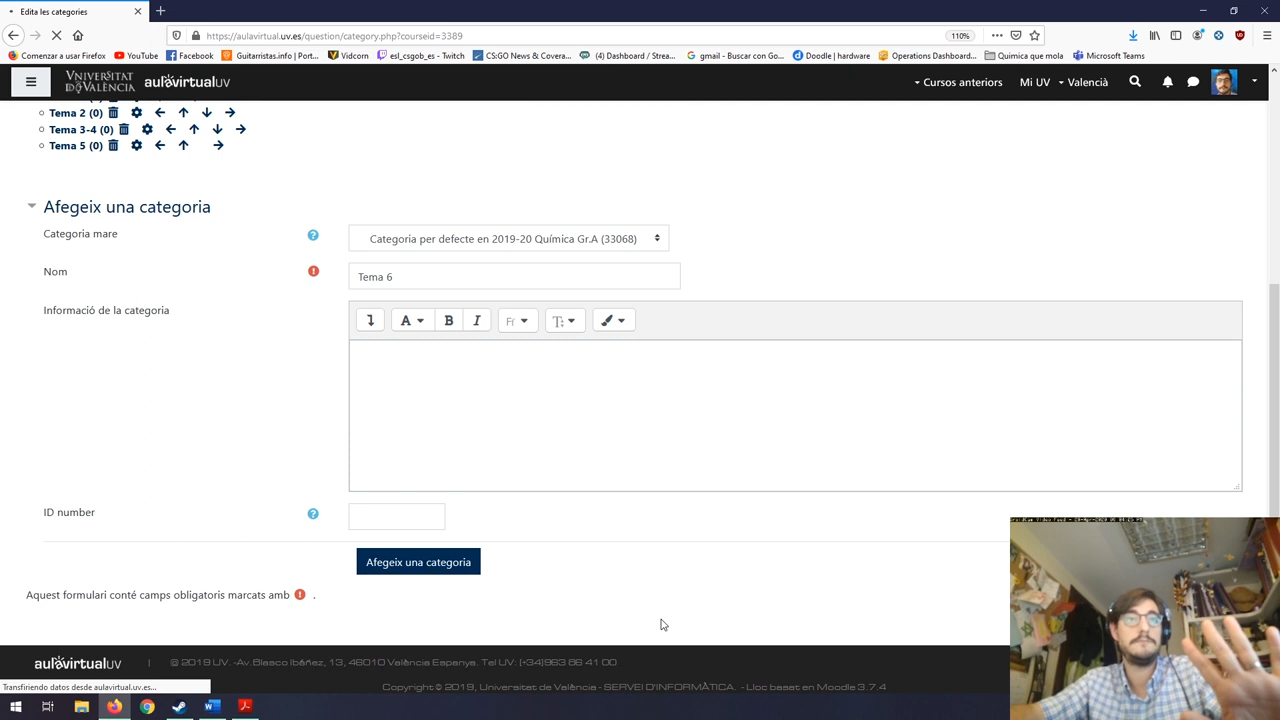 Edita les categories
https://aulavirtual.uv.es/question/category.php?courseid=3389
110%
Comenzar a usar Firefox
YouTube
Facebook
Guitarristas.info | Port...
Vidcorn
esl_csgob_es - Twitch
CS:GO News & Covera...
(4) Dashboard / Strea...
gmail - Buscar con Go...
Doodle | hardware
Operations Dashboard...
Quimica que mola
Microsoft Teams
VNIVERSITAT
DE VALÈNCIA
aulavirtualuv
Cursos anteriors
Mi UV
Valencià
Tema 2 (0)
Tema 3-4 (0)
Tema 5 (0)
Afegeix una categoria
Categoria mare
Categoria per defecte en 2019-20 Química Gr.A (33068)
Nom
Tema 6
Informació de la categoria
ID number
Afegeix una categoria
Aquest formulari conté camps obligatoris marcats amb .
aulavirtualuv
@ 2019 UV. -Av. Blasco Ibáñez, 13, 46010 València Espanya. Tel UV: (+34)963 86 41 00
Copyright © 2019, Universitat de València - SERVEI D'INFORMÀTICA. - Lloc basat en Moodle 3.7.4
Transfiriendo datos desde aulavirtual.uv.es...